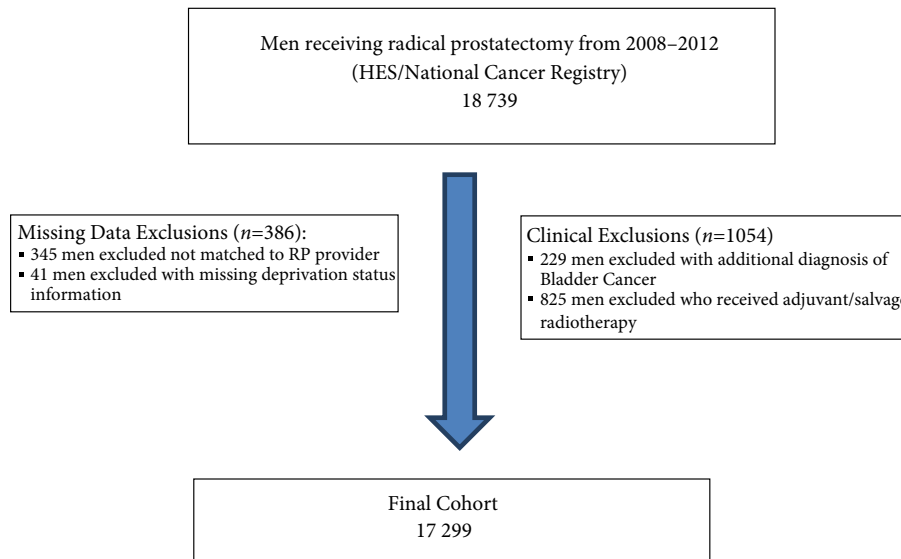 Men receiving radical prostatectomy from 2008–2012
(HES/National Cancer Registry)
18 739
Missing Data Exclusions (n=386):
▪ 345 men excluded not matched to RP provider
▪ 41 men excluded with missing deprivation status
information
Clinical Exclusions (n=1054)
▪ 229 men excluded with additional diagnosis of
Bladder Cancer
▪ 825 men excluded who received adjuvant/salvage
radiotherapy
Final Cohort
17 299